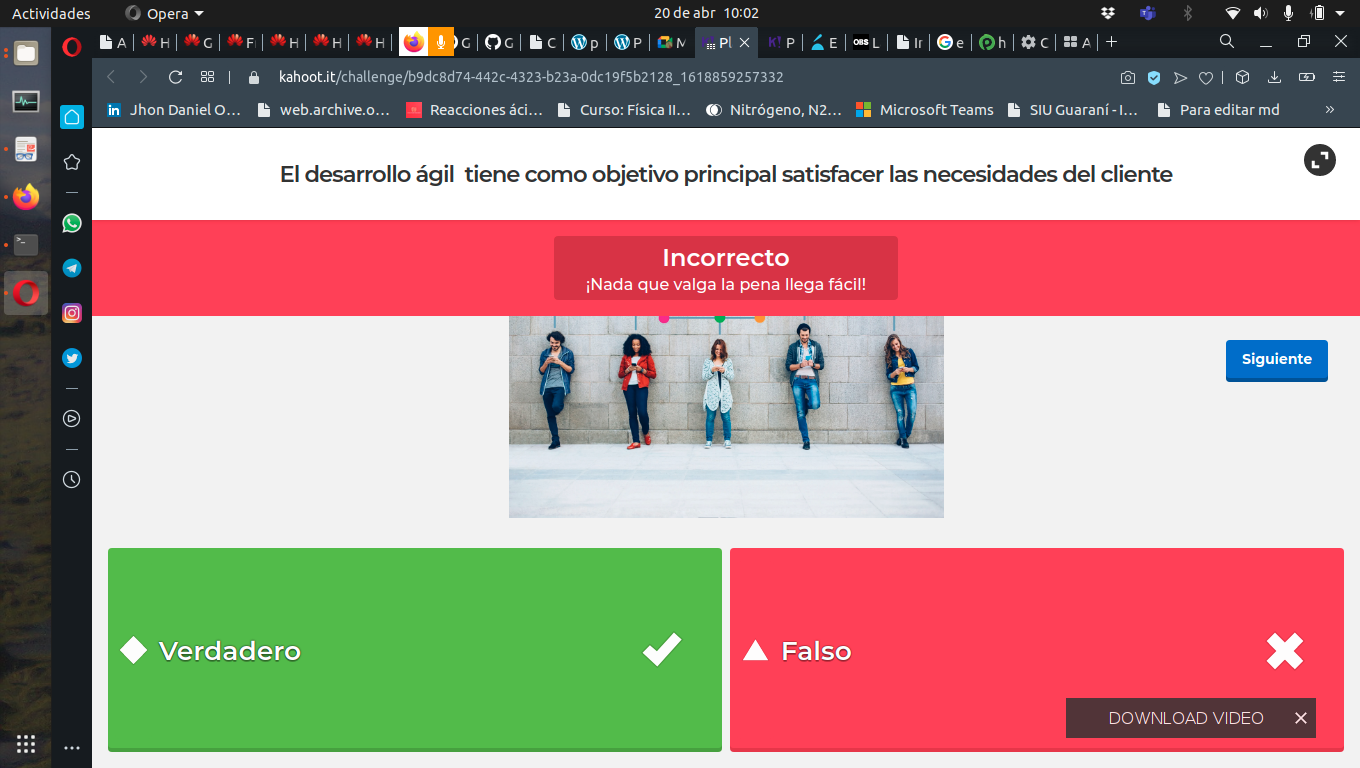 Actividades
Opera
20 de abr 10:02
A
H
G
F
H
H
H
G
G
C
p
P
M
Pl
P
E
OBS
L
e
h
C
A
kahoot.it/challenge/b9dc8d74-442c-4323-b23a-0dc19f5b2128_1618859257332
Jhon Daniel O...
web.archive.o...
Reacciones áci...
Curso: Física II...
Nitrógeno, N2...
Microsoft Teams
SIU Guaraní - I...
Para editar md
El desarrollo ágil tiene como objetivo principal satisfacer las necesidades del cliente
Incorrecto
¡Nada que valga la pena llega fácil!
Siguiente
Verdadero
Falso
DOWNLOAD VIDEO